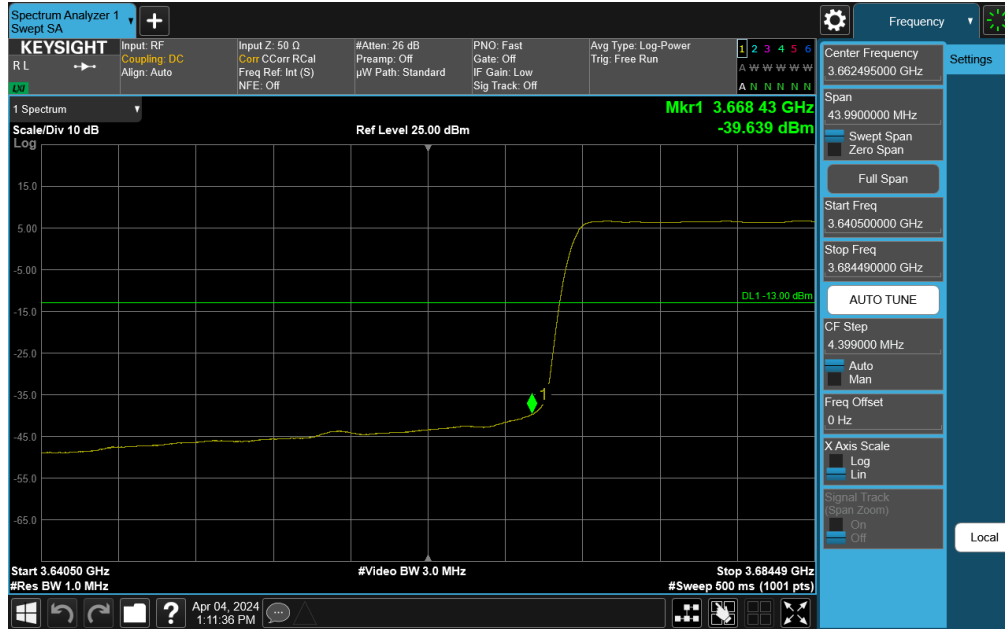 Spectrum Analyzer 1
Swept SA
Frequency
KEYSIGHT
R L
LXI
Input: RF
Coupling: DC
Align: Auto
Input Z: 50 Ω
Corr CCorr RCal
Freq Ref: Int (S)
NFE: Off
#Atten: 26 dB
Preamp: Off
µW Path: Standard
PNO: Fast
Gate: Off
IF Gain: Low
Sig Track: Off
Avg Type: Log-Power
Trig: Free Run
1 2 3 4 5 6
A W W W W W
A N N N N N
1 Spectrum
Scale/Div 10 dB
Log
Ref Level 25.00 dBm
Mkr1 3.668 43 GHz
-39.639 dBm
15.0
5.00
-5.00
-15.0
-25.0
-35.0
-45.0
-55.0
-65.0
DL1 -13.00 dBm
1
Start 3.64050 GHz
#Res BW 1.0 MHz
#Video BW 3.0 MHz
Stop 3.68449 GHz
#Sweep 500 ms (1001 pts)
Center Frequency
3.662495000 GHz
Span
43.9900000 MHz
Swept Span
Zero Span
Full Span
Start Freq
3.640500000 GHz
Stop Freq
3.684490000 GHz
AUTO TUNE
CF Step
4.399000 MHz
Auto
Man
Freq Offset
0 Hz
X Axis Scale
Log
Lin
Signal Track
(Span Zoom)
On
Off
Settings
Local
?
Apr 04, 2024
1:11:36 PM